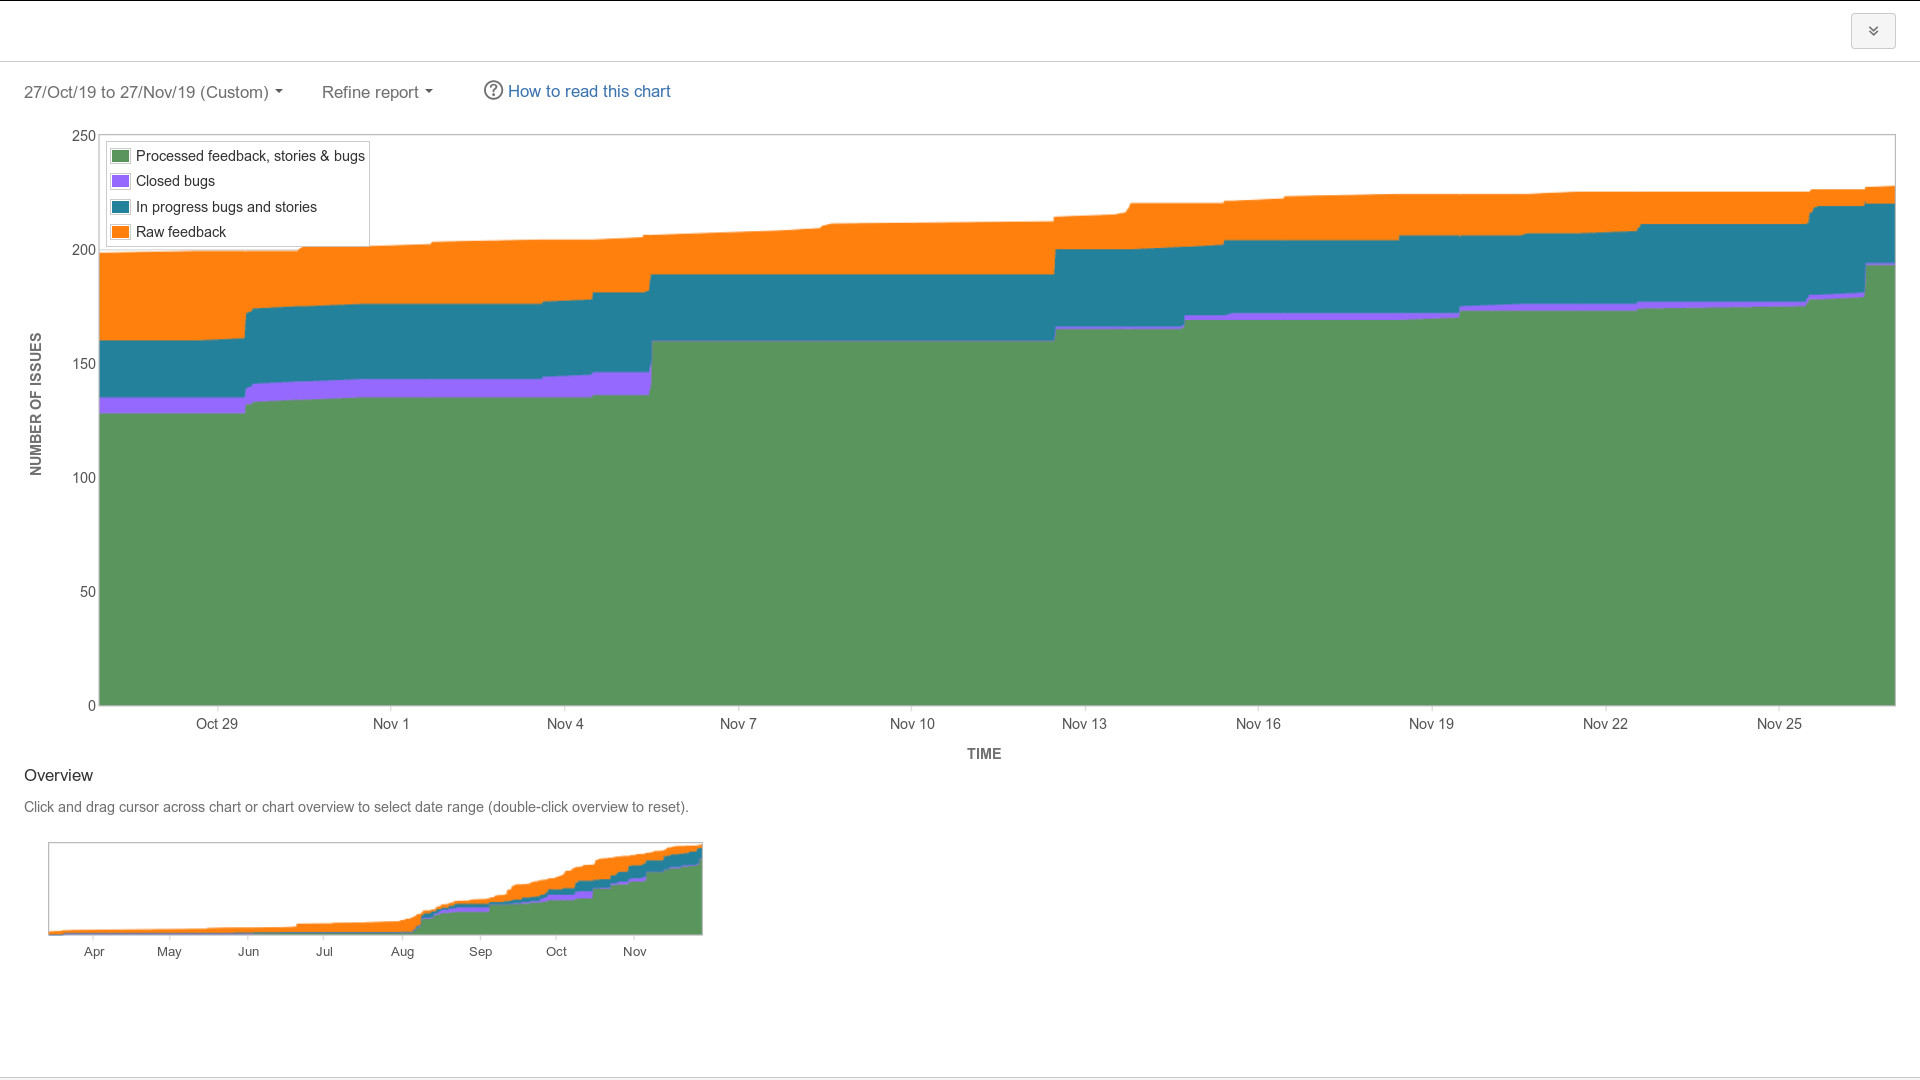 27/Oct/19 to 27/Nov/19 (Custom) Refine report How to read this chart
250
Processed feedback, stories & bugs
Closed bugs
In progress bugs and stories
Raw feedback
200
150
100
50
0
NUMBER OF ISSUES
Oct 29 Nov 1 Nov 4 Nov 7 Nov 10 Nov 13 Nov 16 Nov 19 Nov 22 Nov 25
TIME
Overview
Click and drag cursor across chart or chart overview to select date range (double-click overview to reset).
Apr May Jun Jul Aug Sep Oct Nov